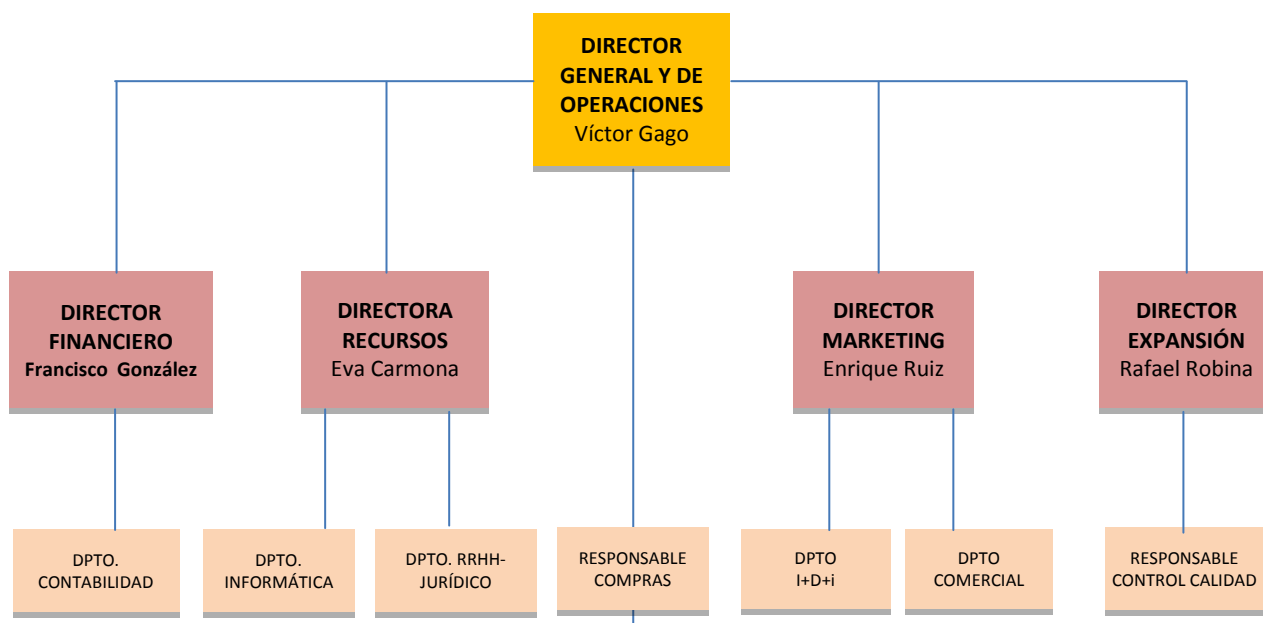 DIRECTOR
GENERAL Y DE
OPERACIONES
Víctor Gago
DIRECTOR
FINANCIERO
Francisco González
DIRECTORA
RECURSOS
Eva Carmona
DIRECTOR
MARKETING
Enrique Ruiz
DIRECTOR
EXPANSIÓN
Rafael Robina
DPTO.
CONTABILIDAD
DPTO.
INFORMÁTICA
DPTO. RRHH-
JURÍDICO
RESPONSABLE
COMPRAS
DPTO
I+D+i
DPTO
COMERCIAL
RESPONSABLE
CONTROL CALIDAD